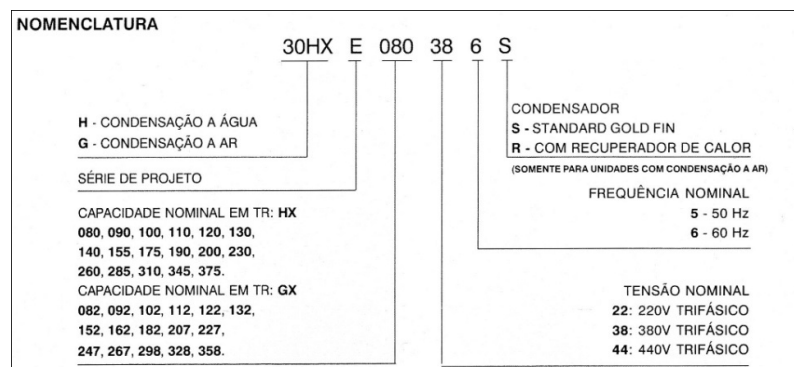 NOMENCLATURA
30HX E 080 38 6 S
H - CONDENSAÇÃO A ÁGUA
G - CONDENSAÇÃO A AR
SÉRIE DE PROJETO
CAPACIDADE NOMINAL EM TR: HX
080, 090, 100, 110, 120, 130,
140, 155, 175, 190, 200, 230,
260, 285, 310, 345, 375.
CAPACIDADE NOMINAL EM TR: GX
082, 092, 102, 112, 122, 132,
152, 162, 182, 207, 227,
247, 267, 298, 328, 358.
CONDENSADOR
S - STANDARD GOLD FIN
R - COM RECUPERADOR DE CALOR
(SOMENTE PARA UNIDADES COM CONDENSAÇÃO A AR)
FREQUÊNCIA NOMINAL
5 - 50 Hz
6 - 60 Hz
TENSÃO NOMINAL
22: 220V TRIFÁSICO
38: 380V TRIFÁSICO
44: 440V TRIFÁSICO